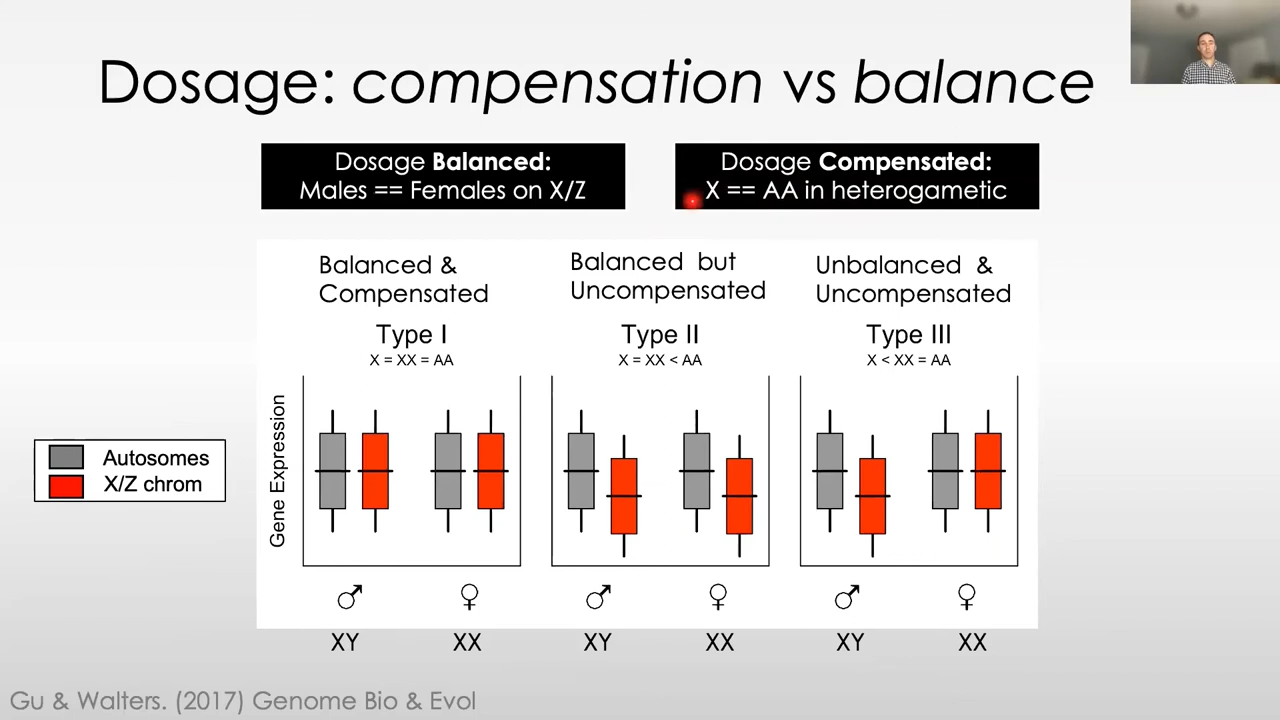 Dosage: compensation vs balance
Dosage Balanced:
Males == Females on X/Z
Dosage Compensated:
X == AA in heterogametic
Balanced &
Compensated
Balanced but
Uncompensated
Unbalanced &
Uncompensated
Type I
X = XX = AA
Type II
X = XX < AA
Type III
X < XX = AA
Gene Expression
Autosomes
X/Z chrom
♂
♀
♂
♀
♂
♀
XY
XX
XY
XX
XY
XX
Gu & Walters. (2017) Genome Bio & Evol